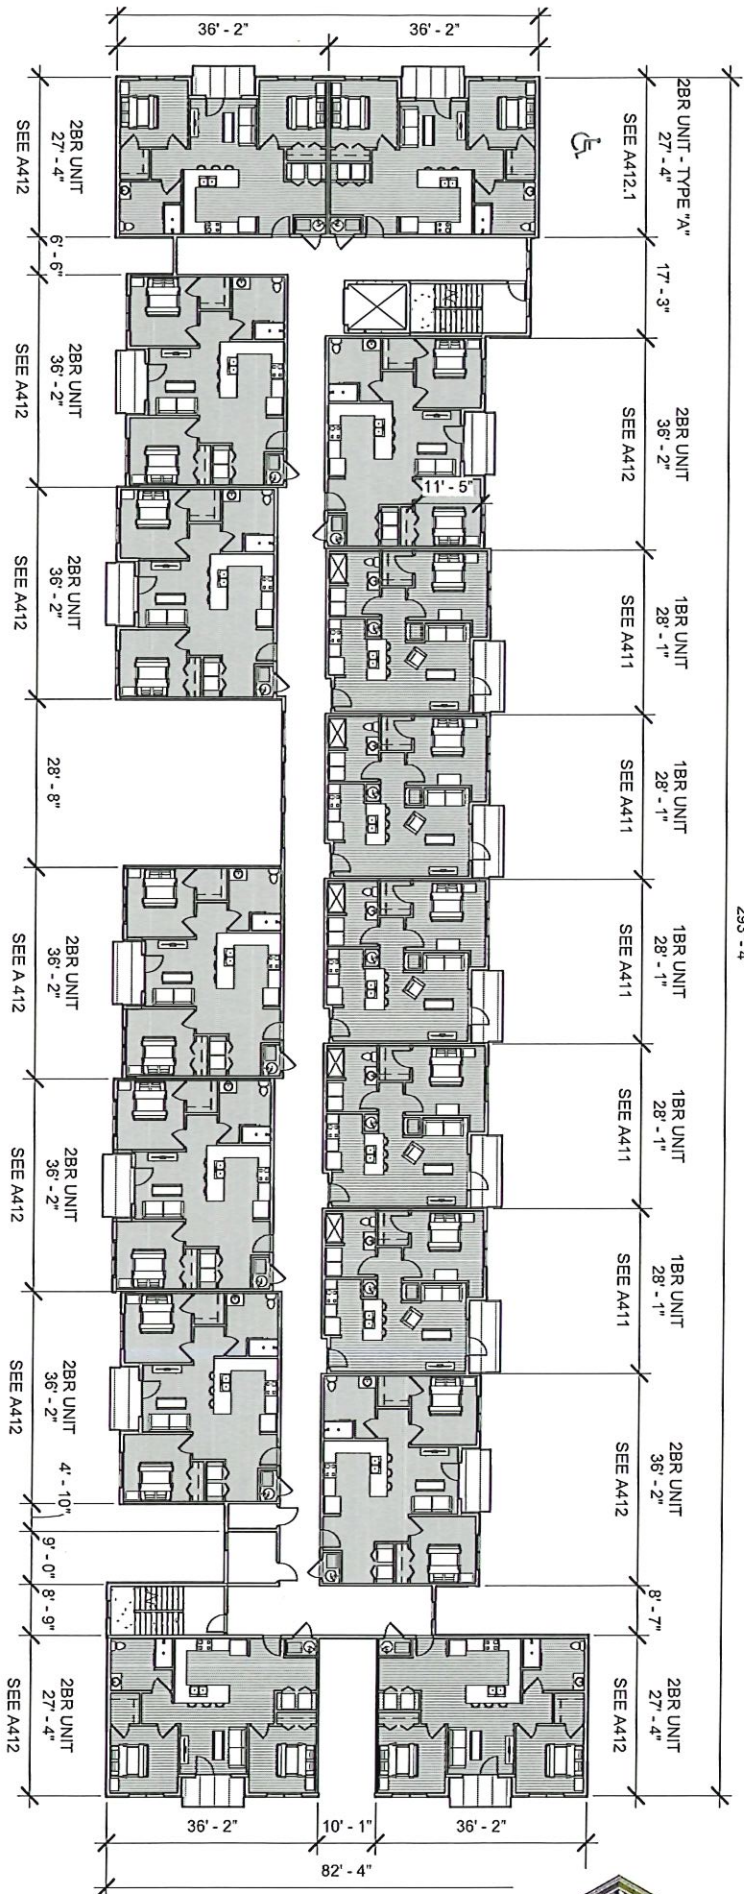 36' - 2"
36' - 2"
2BR UNIT - TYPE "A"
27' - 4"
SEE A412.1
17' - 3"
2BR UNIT
36' - 2"
SEE A412
11' - 5"
1BR UNIT
28' - 1"
SEE A411
1BR UNIT
28' - 1"
SEE A411
1BR UNIT
28' - 1"
SEE A411
1BR UNIT
28' - 1"
SEE A411
1BR UNIT
28' - 1"
SEE A411
2BR UNIT
36' - 2"
SEE A412
8' - 7"
2BR UNIT
27' - 4"
SEE A412
2BR UNIT
27' - 4"
SEE A412
6' - 6"
2BR UNIT
36' - 2"
SEE A412
2BR UNIT
36' - 2"
SEE A412
28' - 8"
2BR UNIT
36' - 2"
SEE A 412
2BR UNIT
36' - 2"
SEE A412
2BR UNIT
36' - 2"
SEE A412
4' - 10"
9' - 0"
8' - 9"
2BR UNIT
27' - 4"
SEE A412
36' - 2"
10' - 1"
36' - 2"
82' - 4"